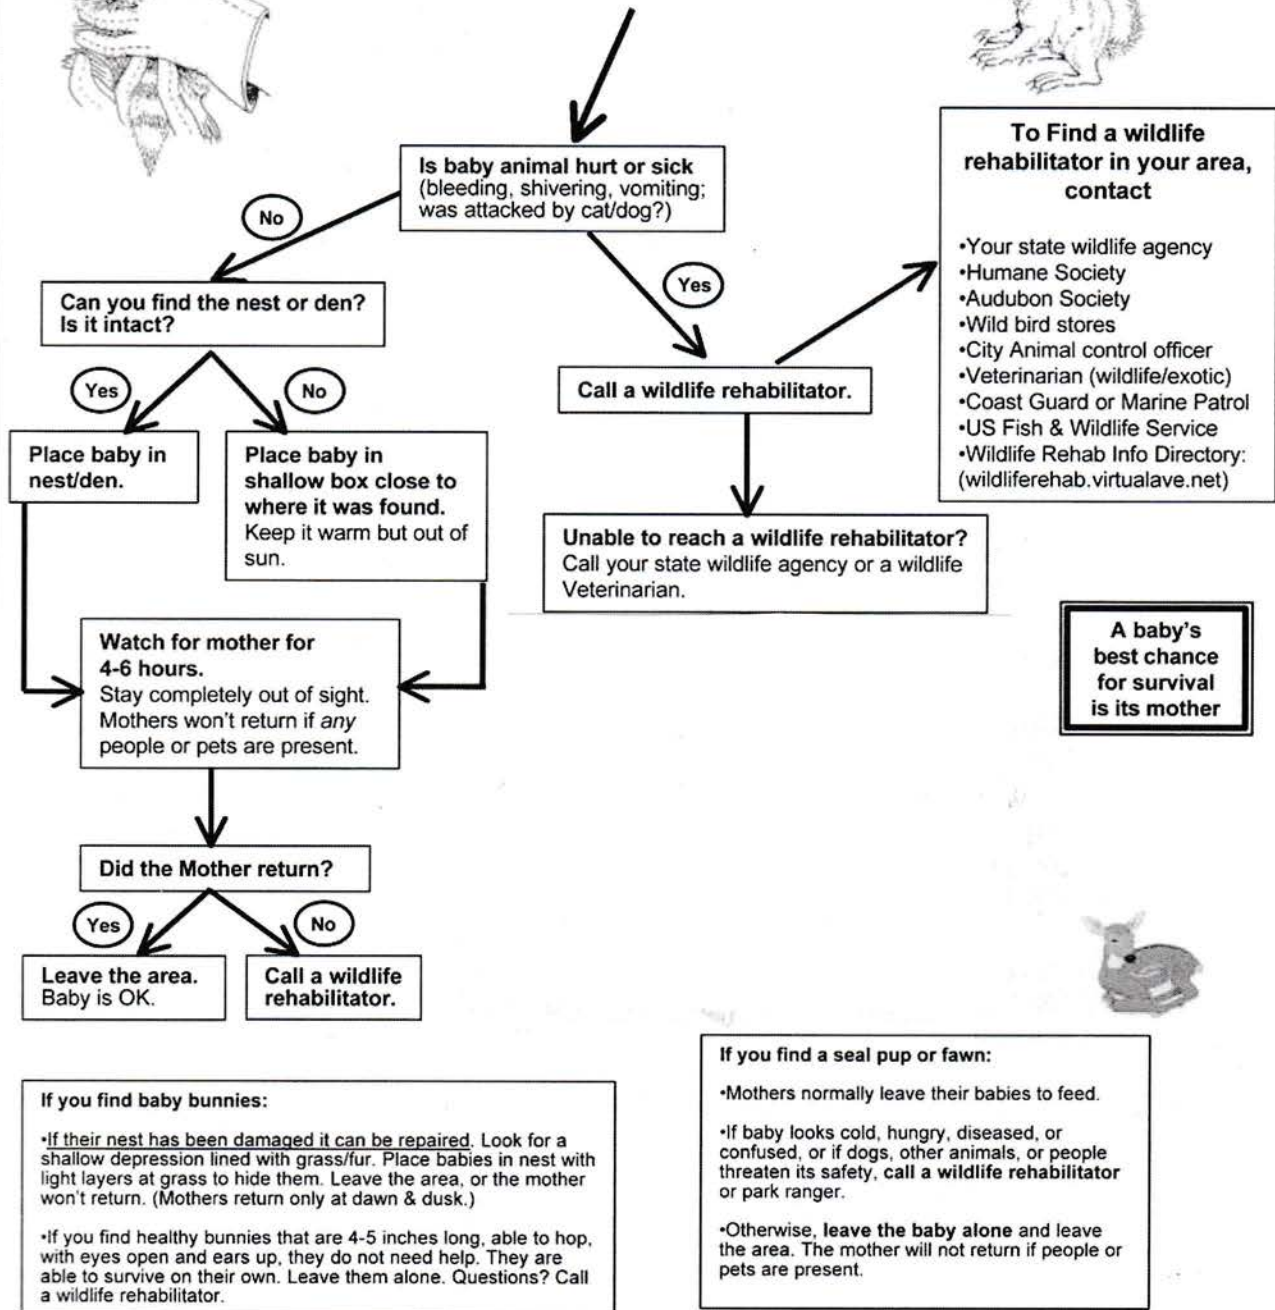 Is baby animal hurt or sick
(bleeding, shivering, vomiting;
was attacked by cat/dog?)
No
Yes
Can you find the nest or den?
Is it intact?
Yes
No
Place baby in
nest/den.
Place baby in
shallow box close to
where it was found.
Keep it warm but out of
sun.
Call a wildlife rehabilitator.
To Find a wildlife
rehabilitator in your area,
contact
•Your state wildlife agency
•Humane Society
•Audubon Society
•Wild bird stores
•City Animal control officer
•Veterinarian (wildlife/exotic)
•Coast Guard or Marine Patrol
•US Fish & Wildlife Service
•Wildlife Rehab Info Directory:
(wildliferehab.virtualave.net)
Unable to reach a wildlife rehabilitator?
Call your state wildlife agency or a wildlife
Veterinarian.
Watch for mother for
4-6 hours.
Stay completely out of sight.
Mothers won't return if any
people or pets are present.
A baby's
best chance
for survival
is its mother
Did the Mother return?
Yes
No
Leave the area.
Baby is OK.
Call a wildlife
rehabilitator.
If you find baby bunnies:
•If their nest has been damaged it can be repaired. Look for a
shallow depression lined with grass/fur. Place babies in nest with
light layers at grass to hide them. Leave the area, or the mother
won't return. (Mothers return only at dawn & dusk.)
•If you find healthy bunnies that are 4-5 inches long, able to hop,
with eyes open and ears up, they do not need help. They are
able to survive on their own. Leave them alone. Questions? Call
a wildlife rehabilitator.
If you find a seal pup or fawn:
•Mothers normally leave their babies to feed.
•If baby looks cold, hungry, diseased, or
confused, or if dogs, other animals, or people
threaten its safety, call a wildlife rehabilitator
or park ranger.
•Otherwise, leave the baby alone and leave
the area. The mother will not return if people or
pets are present.